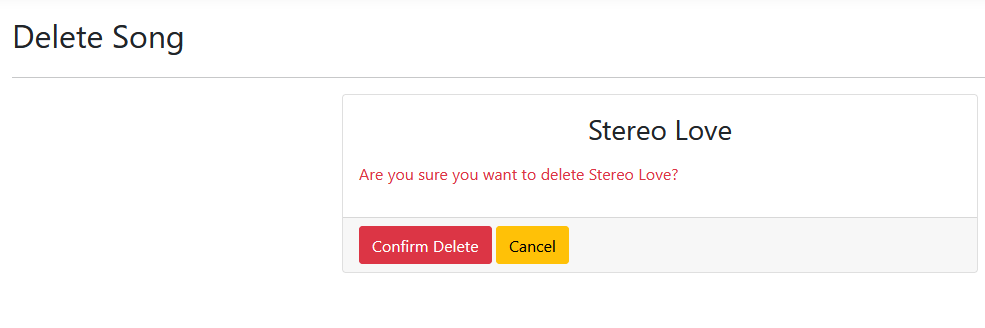 Delete Song
Stereo Love
Are you sure you want to delete Stereo Love?
Confirm Delete Cancel